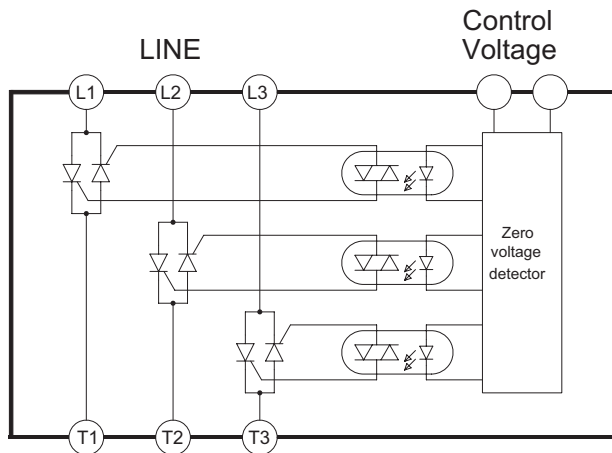 LINE
Control
Voltage
L1 L2 L3
Zero
voltage
detector
T1 T2 T3